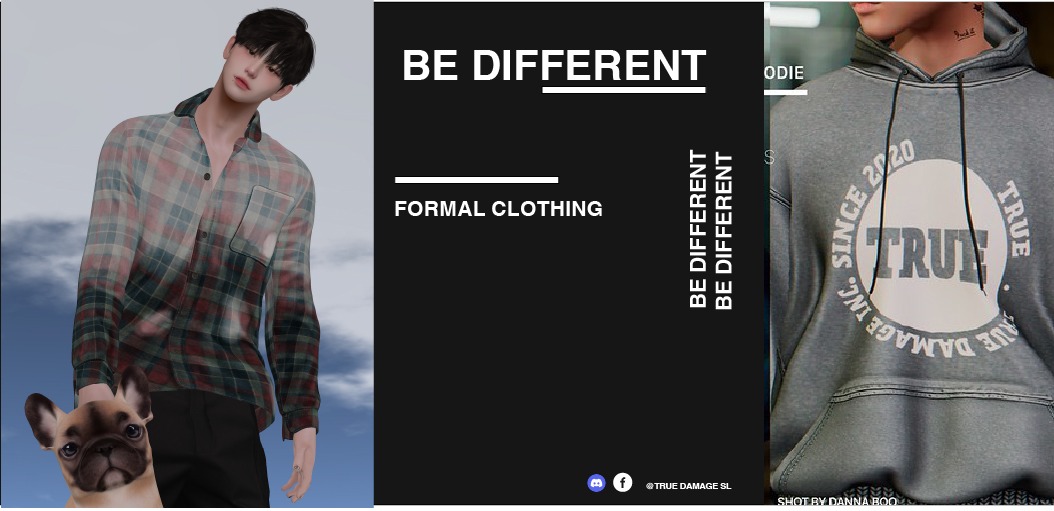 BE DIFFERENT
FORMAL CLOTHING
BE DIFFERENT
BE DIFFERENT
@TRUE DAMAGE SL
ODIE
S
SINCE 2020
TRUE
TRUE DAMAGE INC.
TRUE
SHOT BY DANNA BOO